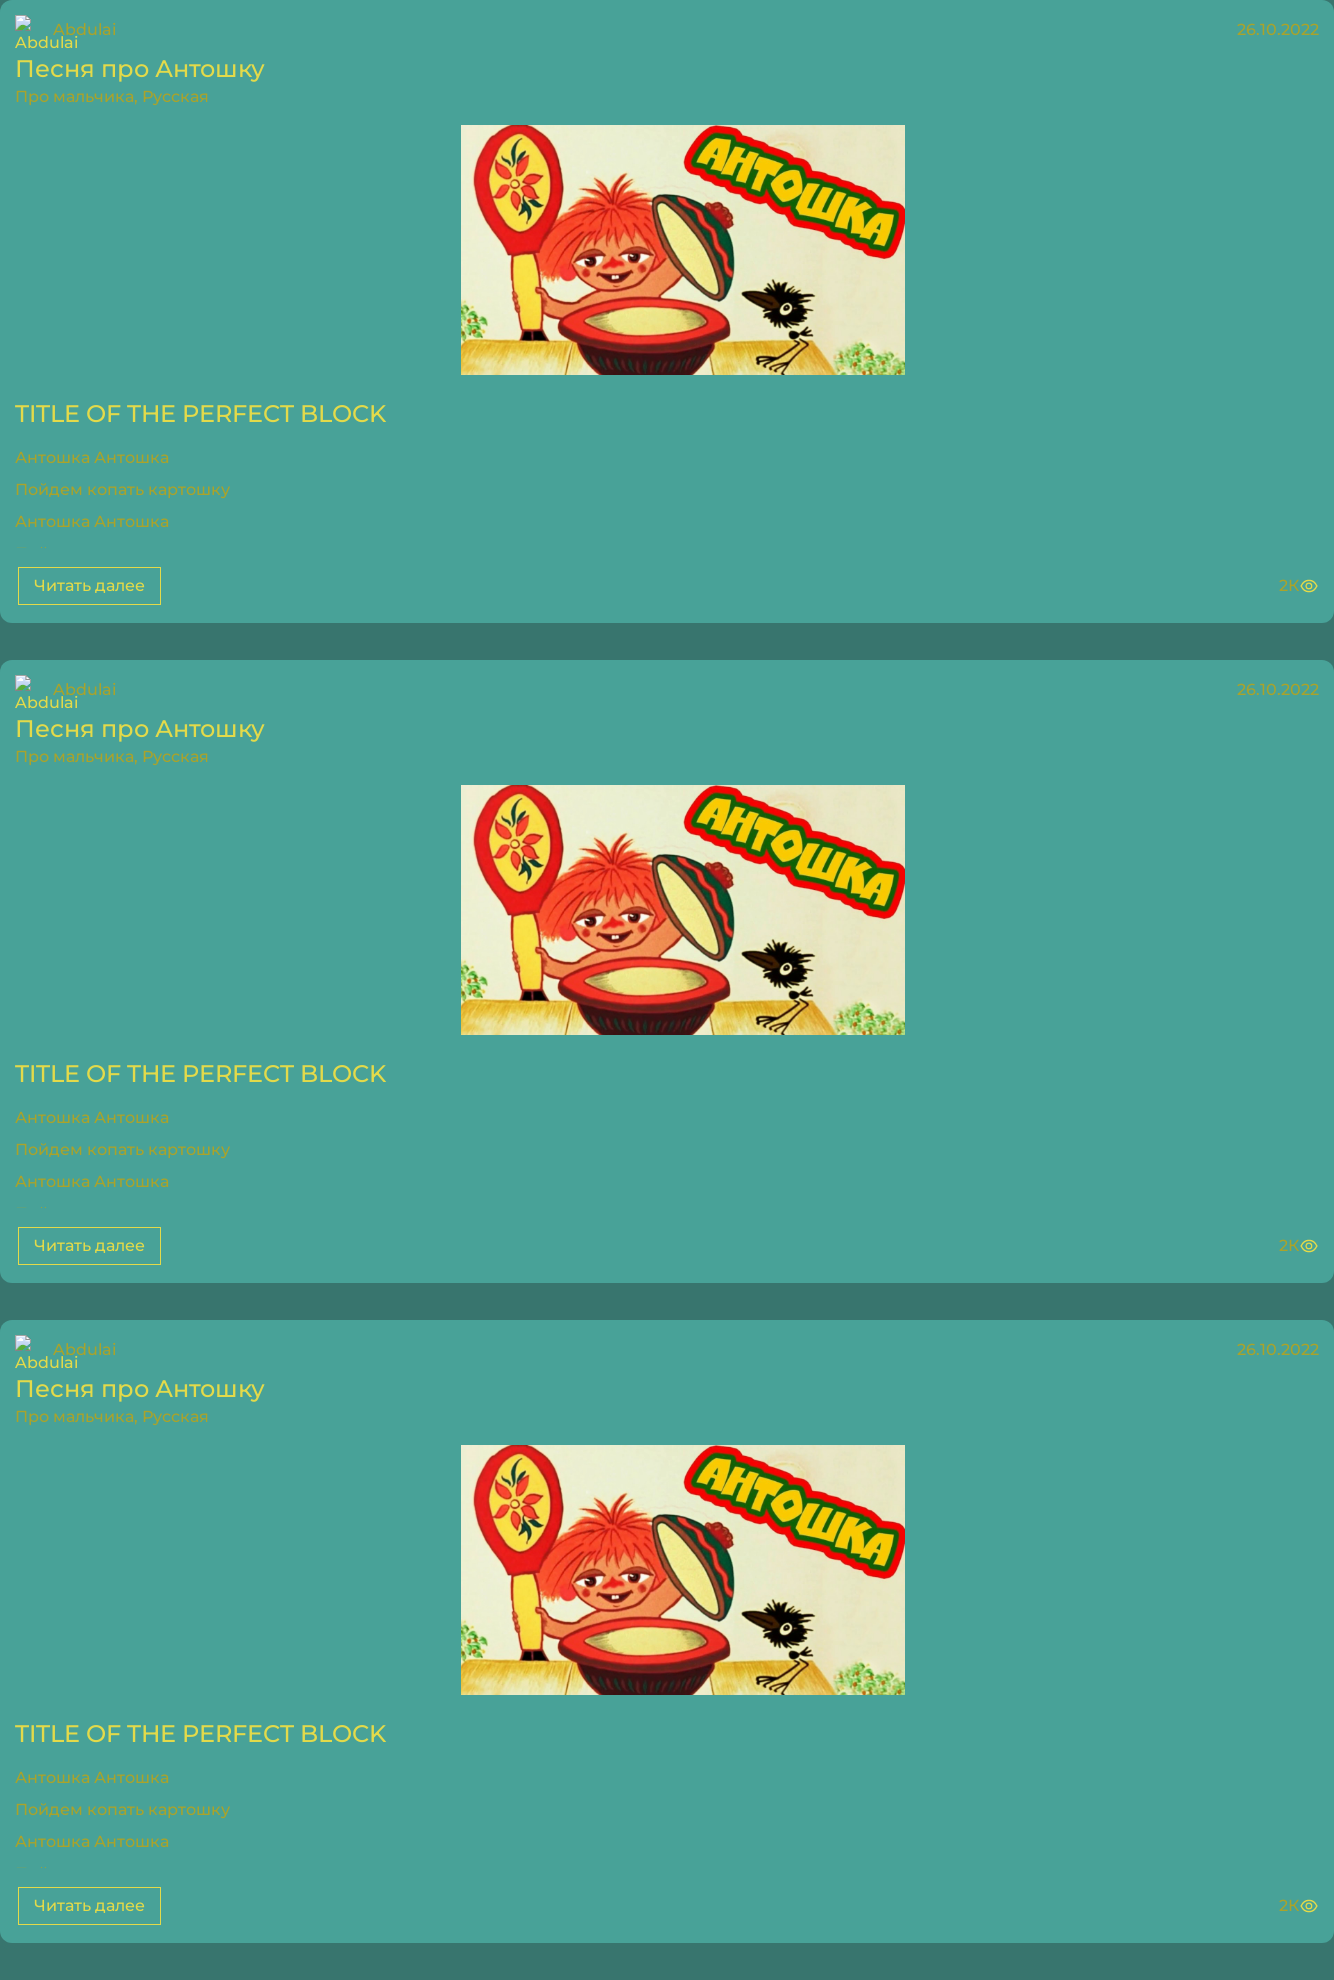 Abdulai 26.10.2022
Abdulai
Песня про Антошку
Про мальчика, Русская
АНТОШКА
TITLE OF THE PERFECT BLOCK
Антошка Антошка
Пойдем копать картошку
Антошка Антошка
Читать далее 2K
Abdulai 26.10.2022
Abdulai
Песня про Антошку
Про мальчика, Русская
АНТОШКА
TITLE OF THE PERFECT BLOCK
Антошка Антошка
Пойдем копать картошку
Антошка Антошка
Читать далее 2K
Abdulai 26.10.2022
Abdulai
Песня про Антошку
Про мальчика, Русская
АНТОШКА
TITLE OF THE PERFECT BLOCK
Антошка Антошка
Пойдем копать картошку
Антошка Антошка
Читать далее 2K